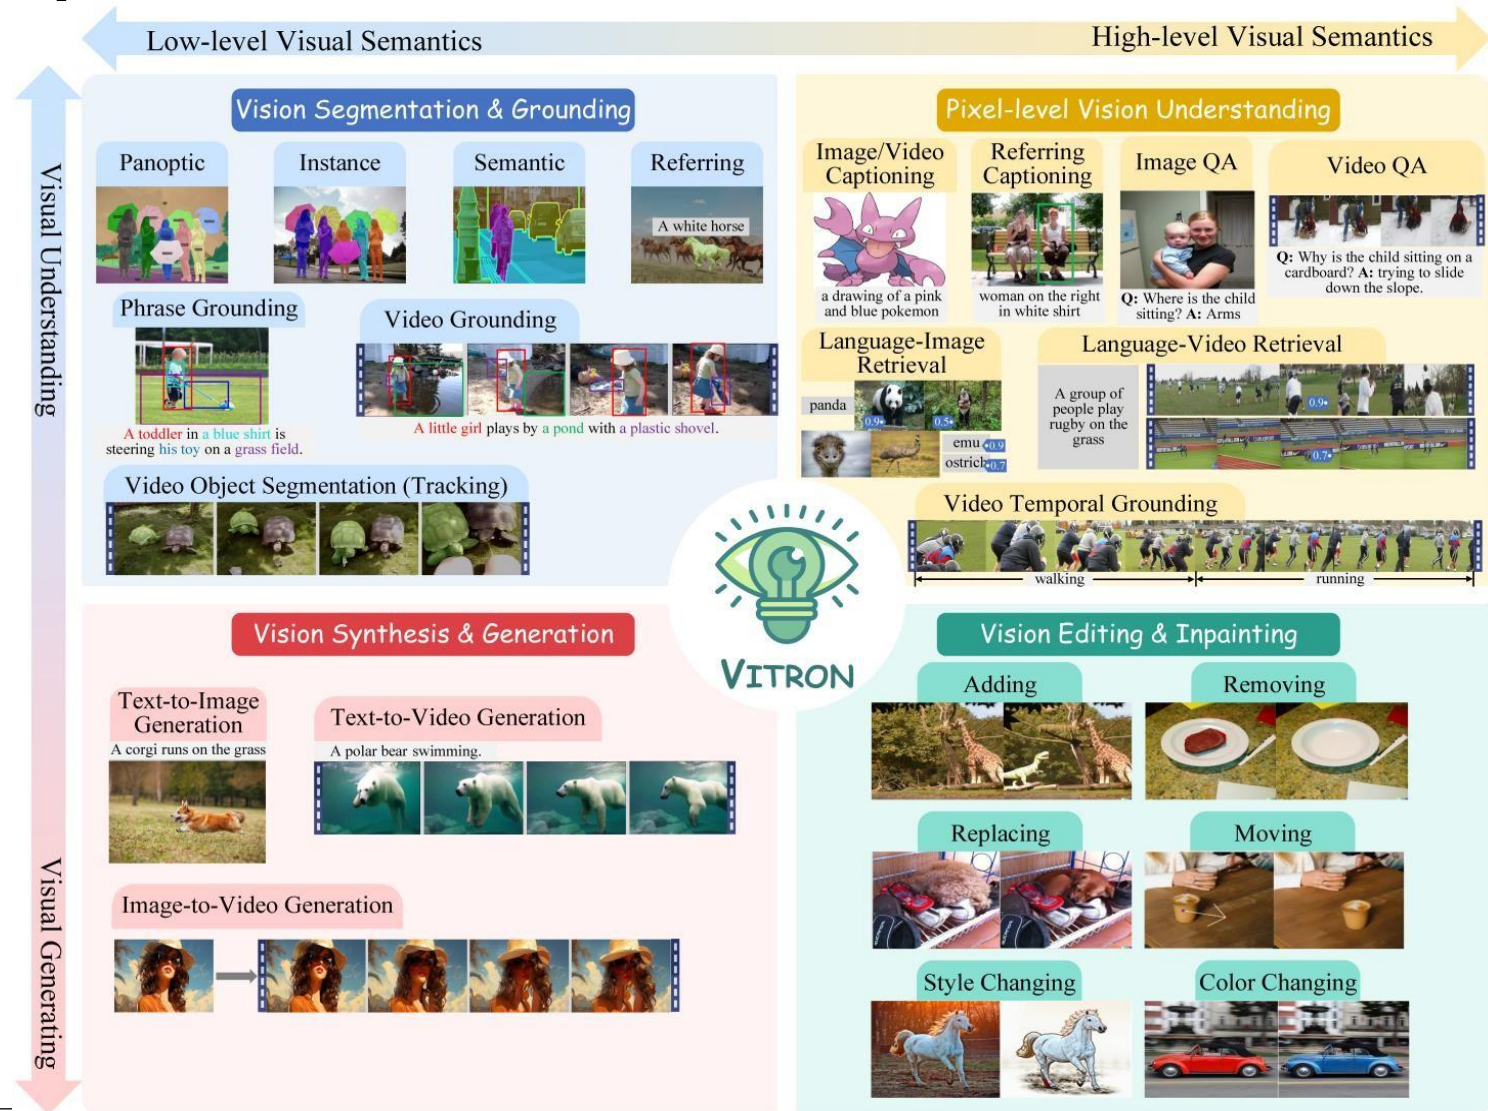 Low-level Visual Semantics
High-level Visual Semantics
Visual Understanding
Visual Generating
Vision Segmentation & Grounding
Panoptic
Instance
Semantic
Referring
A white horse
Phrase Grounding
A toddler in a blue shirt is
steering his toy on a grass field.
Video Grounding
A little girl plays by a pond with a plastic shovel.
Video Object Segmentation (Tracking)
Pixel-level Vision Understanding
Image/Video
Captioning
a drawing of a pink
and blue pokemon
Referring
Captioning
woman on the right
in white shirt
Image QA
Q: Where is the child
sitting? A: Arms
Video QA
Q: Why is the child sitting on a
cardboard? A: trying to slide
down the slope.
Language-Image
Retrieval
panda
0.9
0.5
emu 0.9
ostrich 0.7
Language-Video Retrieval
A group of
people play
rugby on the
grass
0.9
0.7
Video Temporal Grounding
walking
running
VITRON
Vision Synthesis & Generation
Text-to-Image
Generation
A corgi runs on the grass
Text-to-Video Generation
A polar bear swimming.
Image-to-Video Generation
Vision Editing & Inpainting
Adding
Removing
Replacing
Moving
Style Changing
Color Changing